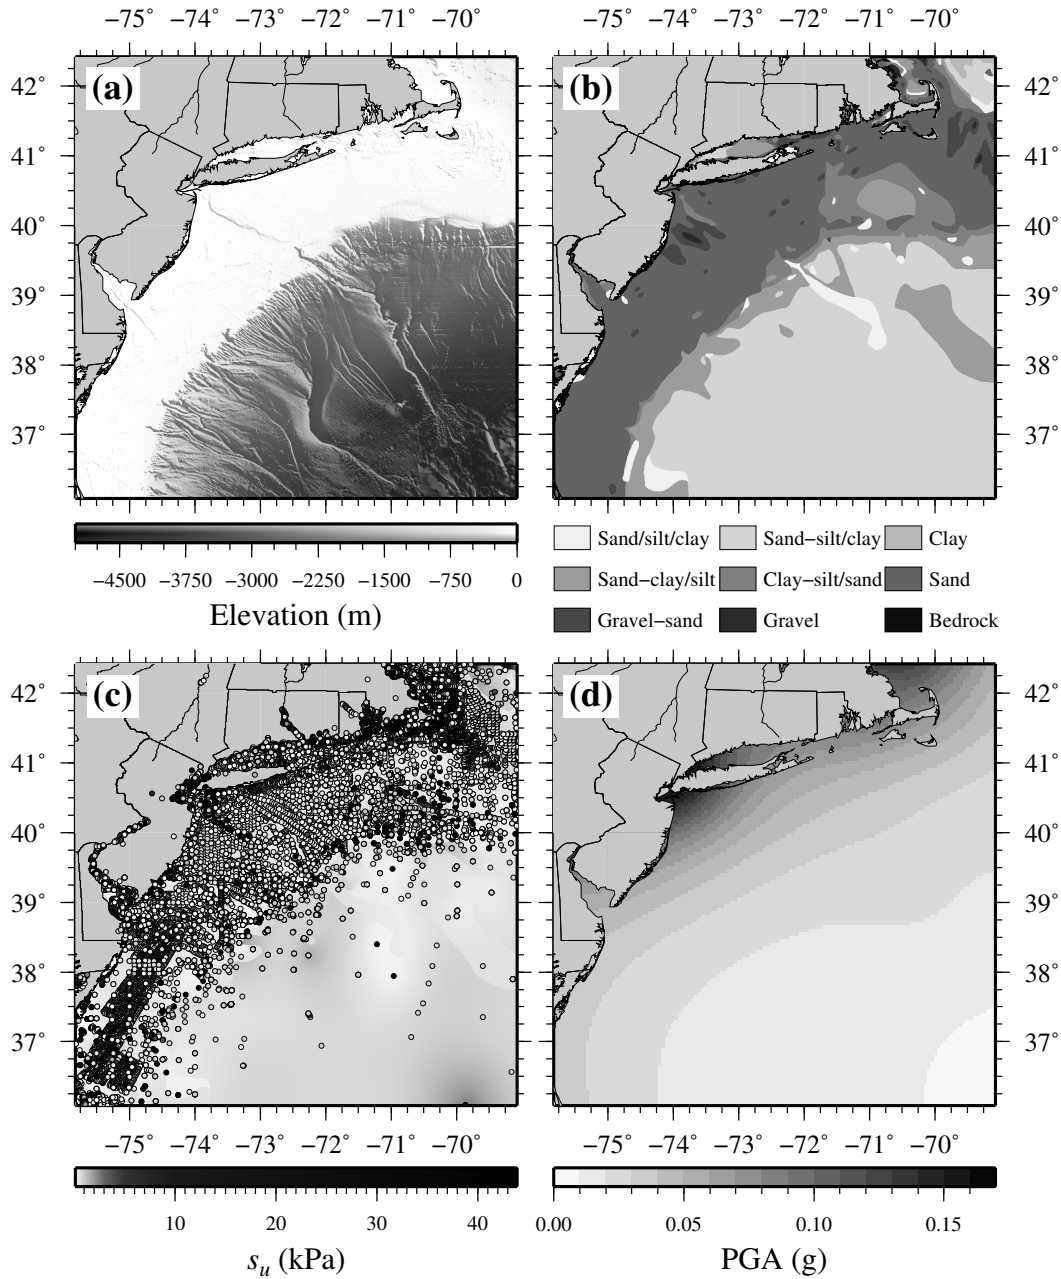 −75° −74° −73° −72° −71° −70° −75° −74° −73° −72° −71° −70°
(a) (b)
42° 42°
41° 41°
40° 40°
39° 39°
38° 38°
37° 37°
−4500 −3750 −3000 −2250 −1500 −750 0
Elevation (m)
Sand/silt/clay Sand−silt/clay Clay
Sand−clay/silt Clay−silt/sand Sand
Gravel−sand Gravel Bedrock
(c) (d)
42° 42°
41° 41°
40° 40°
39° 39°
38° 38°
37° 37°
−75° −74° −73° −72° −71° −70° −75° −74° −73° −72° −71° −70°
10 20 30 40 0.00 0.05 0.10 0.15
s_u (kPa) PGA (g)